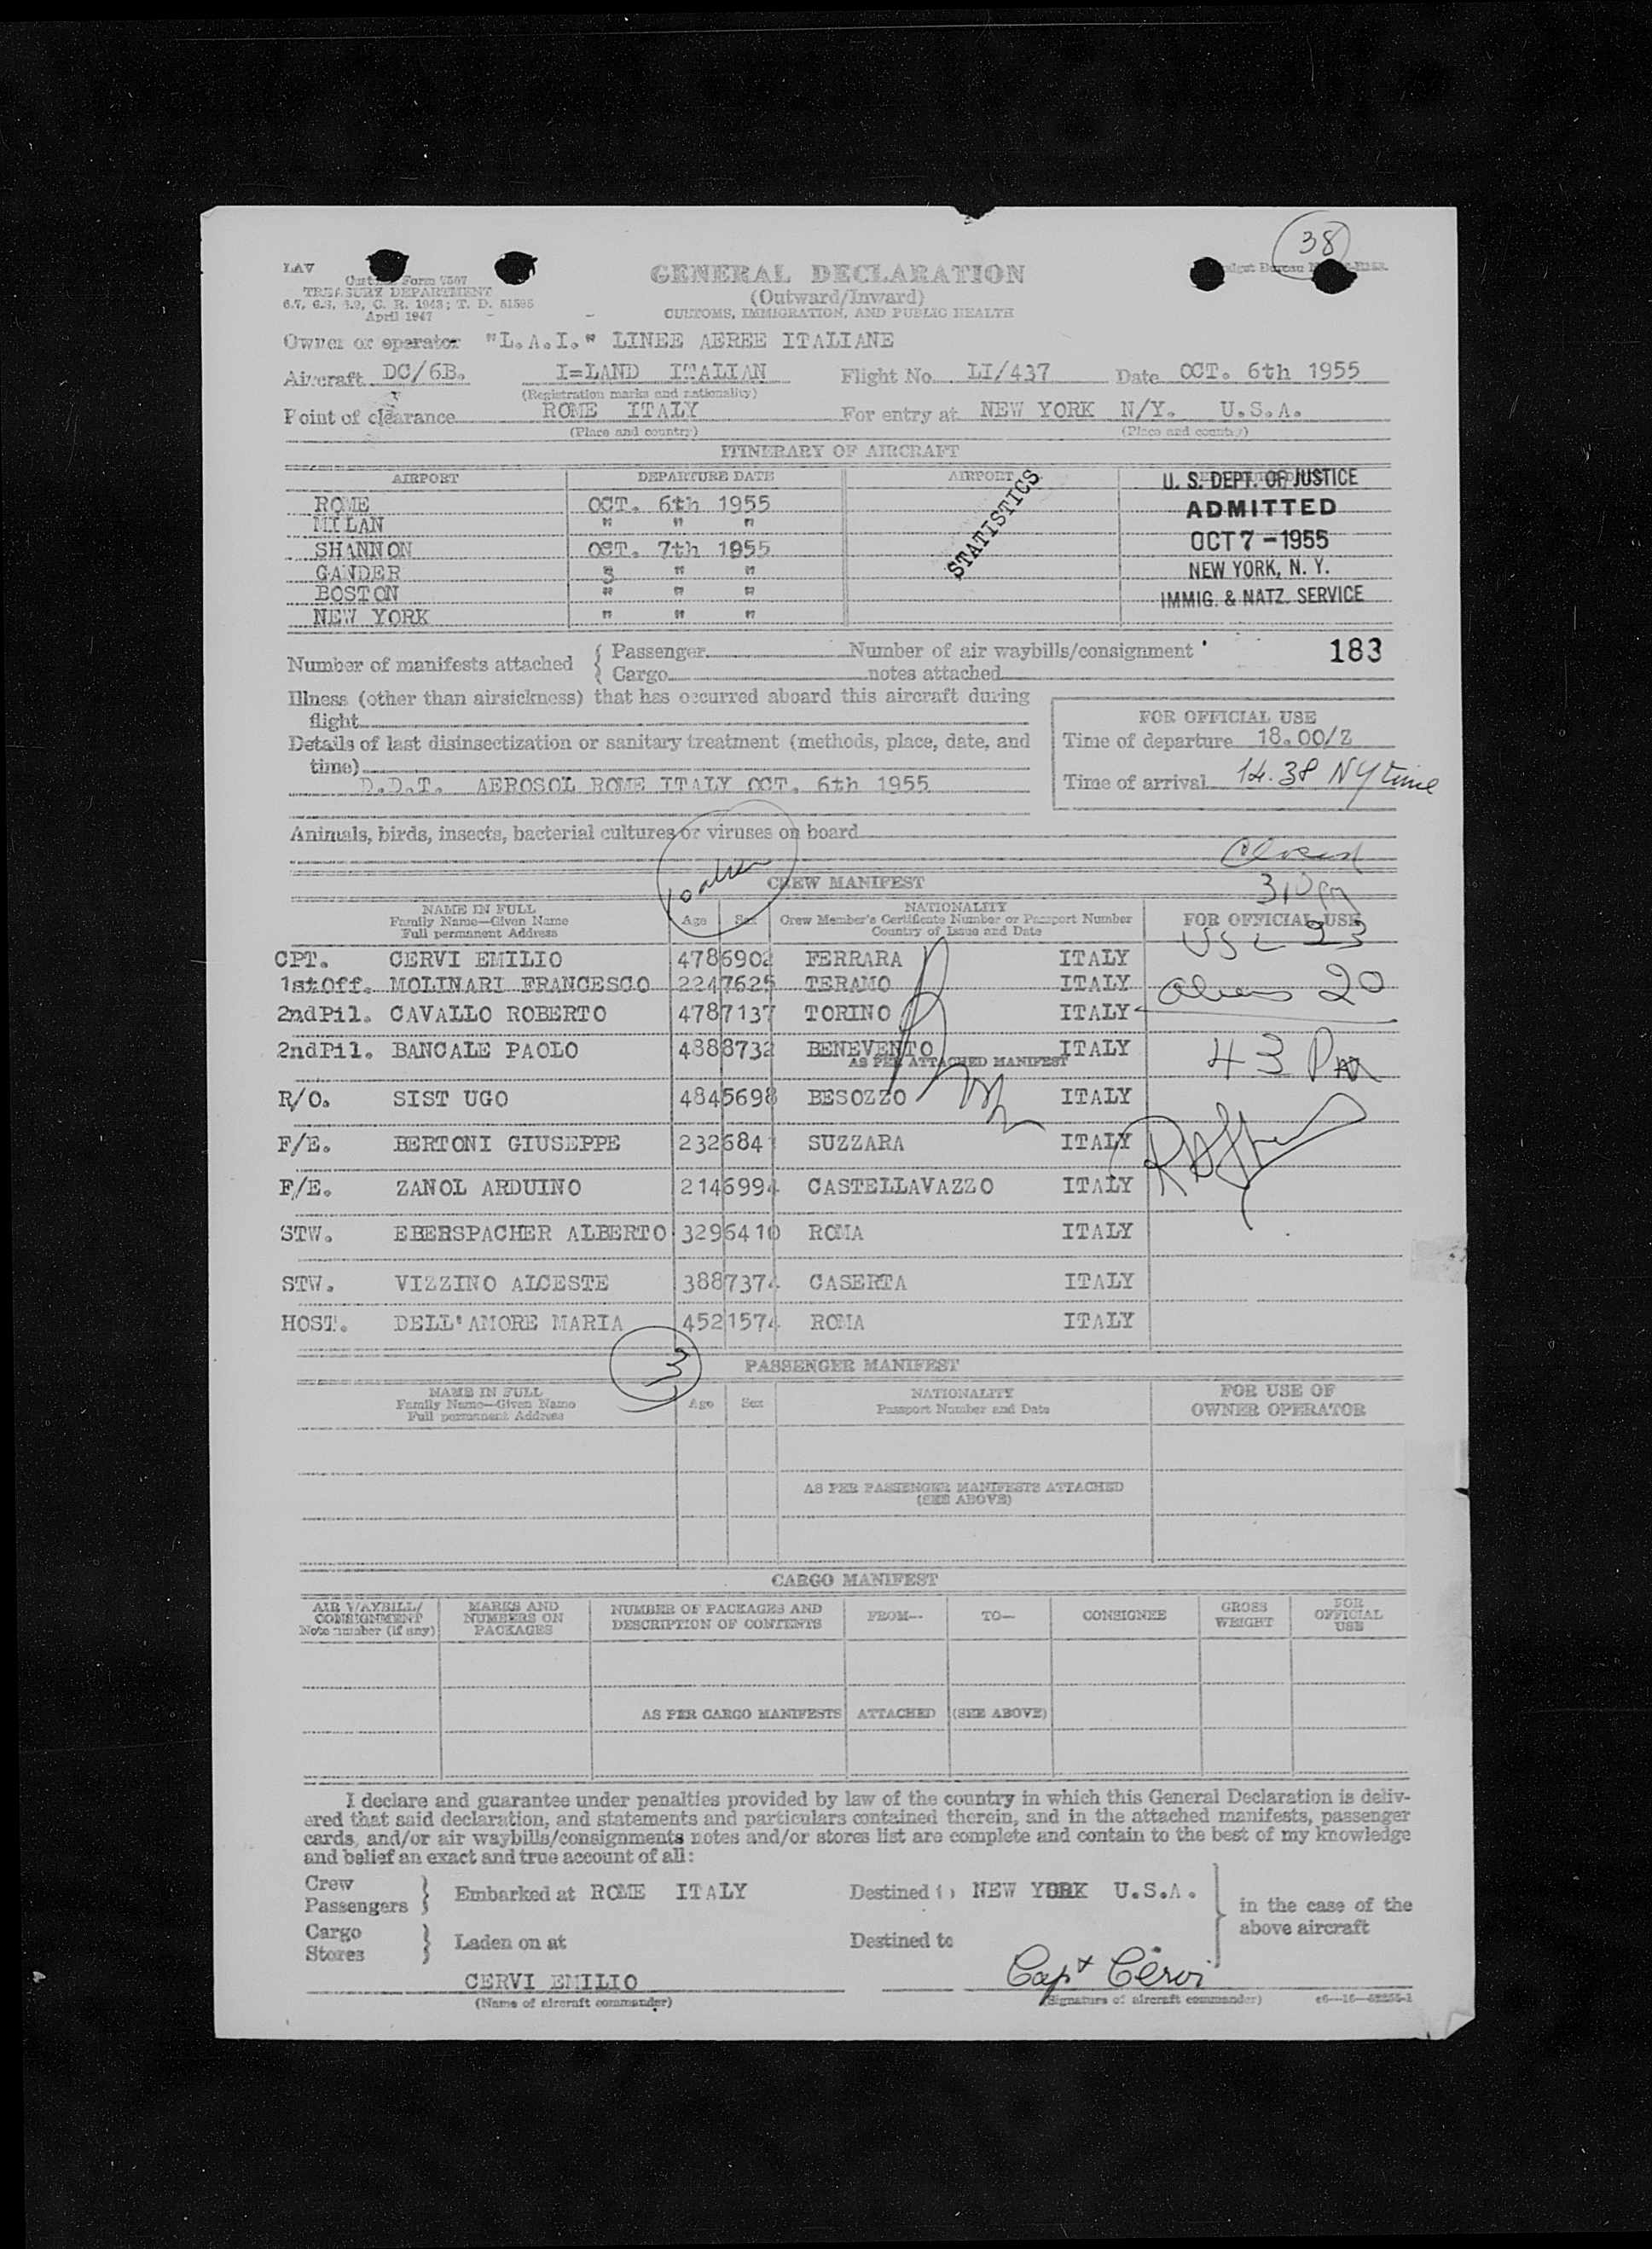 38
LAV
Form 7507
TREASURY DEPARTMENT
April 1947
GENERAL DECLARATION
(Outward/Inward)
CUSTOMS, IMMIGRATION, AND PUBLIC HEALTH
Owner or operator "L.A.I." LINEE AEREE ITALIANE
Aircraft DC/6B. I=LAND ITALIAN Flight No. LI/437 Date OCT. 6th 1955
(Registration marks and nationality)
Point of clearance ROME ITALY For entry at NEW YORK N/Y. U.S.A.
(Place and country) (Place and country)
ITINERARY OF AIRCRAFT
AIRPORT DEPARTURE DATE AIRPORT
ROME OCT. 6th 1955
MILAN " " "
SHANNON OCT. 7th 1955
GANDER " " "
BOSTON " " "
NEW YORK " " "
STATISTICS
U. S. DEPT. OF JUSTICE
ADMITTED
OCT 7 - 1955
NEW YORK, N. Y.
IMMIG. & NATZ. SERVICE
183
Number of manifests attached { Passenger Number of air waybills/consignment
Cargo notes attached
Illness (other than airsickness) that has occurred aboard this aircraft during
flight
Details of last disinsectization or sanitary treatment (methods, place, date, and
time)
D.D.T. AEROSOL ROME ITALY OCT. 6th 1955
FOR OFFICIAL USE
Time of departure 18.00/Z
Time of arrival 14.38 NY time
Animals, birds, insects, bacterial cultures or viruses on board
CREW MANIFEST
NAME IN FULL
Family Name—Given Name
Full permanent Address
Age Sex
NATIONALITY
Crew Member's Certificate Number or Passport Number
Country of Issue and Date
FOR OFFICIAL USE
USC 23
aliens 20
43 Pax
CPT. CERVI EMILIO 4786902 FERRARA ITALY
1stOff. MOLINARI FRANCESCO 2247625 TERAMO ITALY
2ndPil. CAVALLO ROBERTO 4787137 TORINO ITALY
2ndPil. BANCALE PAOLO 4888732 BENEVENTO ITALY
AS PER ATTACHED MANIFEST
R/O. SIST UGO 4845698 BESOZZO ITALY
F/E. BERTONI GIUSEPPE 2326841 SUZZARA ITALY
F/E. ZANOL ARDUINO 2146994 CASTELLAVAZZO ITALY
STW. EBERSPACHER ALBERTO 3296410 ROMA ITALY
STW. VIZZINO ALCESTE 3887374 CASERTA ITALY
HOST. DELL'AMORE MARIA 4521574 ROMA ITALY
3
PASSENGER MANIFEST
NAME IN FULL
Family Name—Given Name
Full permanent Address
Age Sex
NATIONALITY
Passport Number and Date
FOR USE OF
OWNER OPERATOR
AS PER PASSENGER MANIFESTS ATTACHED
(SEE ABOVE)
CARGO MANIFEST
AIR WAYBILL/
CONSIGNMENT
Note number (if any)
MARKS AND
NUMBERS ON
PACKAGES
NUMBER OF PACKAGES AND
DESCRIPTION OF CONTENTS
FROM— TO— CONSIGNEE
GROSS
WEIGHT
FOR
OFFICIAL
USE
AS PER CARGO MANIFESTS ATTACHED (SEE ABOVE)
I declare and guarantee under penalties provided by law of the country in which this General Declaration is deliv-
ered that said declaration, and statements and particulars contained therein, and in the attached manifests, passenger
cards, and/or air waybills/consignments notes and/or stores list are complete and contain to the best of my knowledge
and belief an exact and true account of all:
Crew
Passengers } Embarked at ROME ITALY Destined to NEW YORK U.S.A.
Cargo
Stores } Laden on at Destined to
in the case of the
above aircraft
CERVI EMILIO Capt Cervi
(Name of aircraft commander) (Signature of aircraft commander)